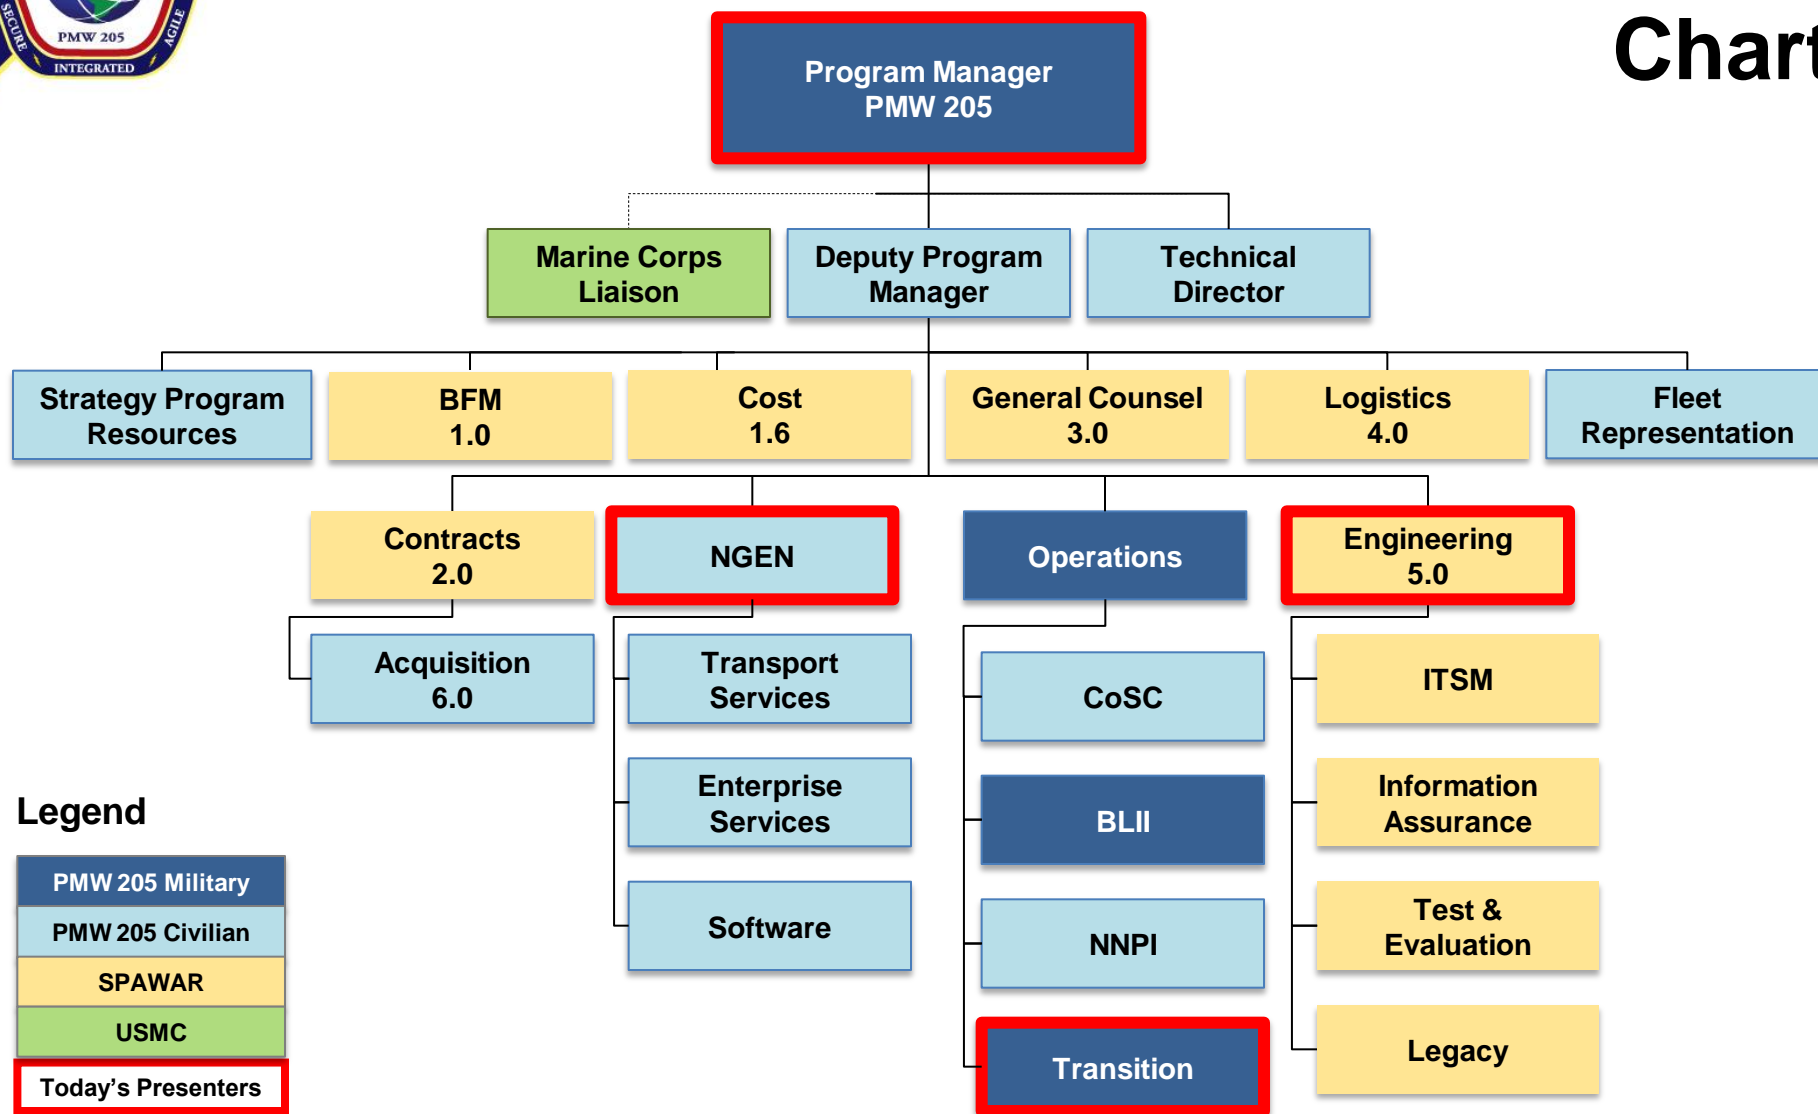 SECURE
PMW 205
AGILE
INTEGRATED
Chart
Program Manager
PMW 205
Marine Corps
Liaison
Deputy Program
Manager
Technical
Director
Strategy Program
Resources
BFM
1.0
Cost
1.6
General Counsel
3.0
Logistics
4.0
Fleet
Representation
Contracts
2.0
NGEN
Operations
Engineering
5.0
Acquisition
6.0
Transport
Services
Enterprise
Services
Software
CoSC
BLII
NNPI
Transition
ITSM
Information
Assurance
Test &
Evaluation
Legacy
Legend
PMW 205 Military
PMW 205 Civilian
SPAWAR
USMC
Today’s Presenters